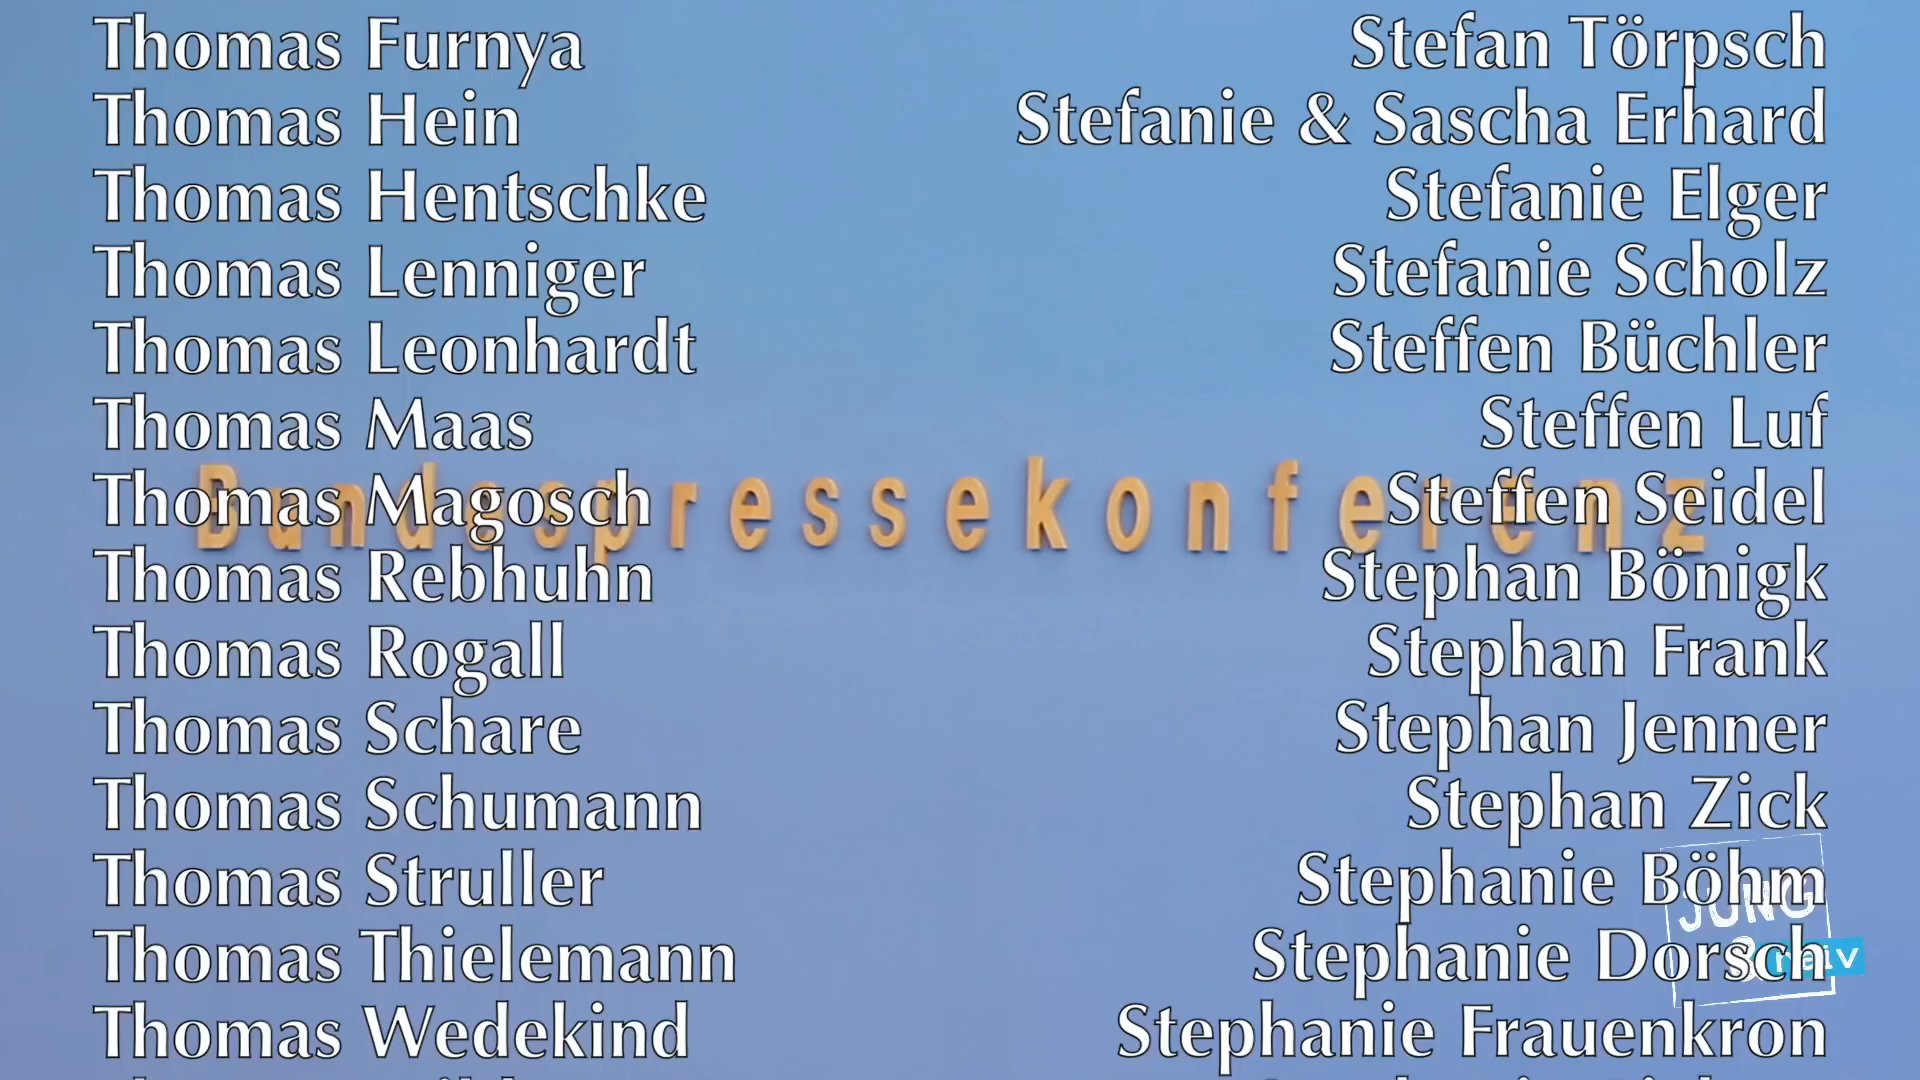 Thomas Furnya
Thomas Hein
Thomas Hentschke
Thomas Lenniger
Thomas Leonhardt
Thomas Maas
Thomas Magosch
Thomas Rebhuhn
Thomas Rogall
Thomas Schare
Thomas Schumann
Thomas Struller
Thomas Thielemann
Thomas Wedekind
Stefan Törpsch
Stefanie & Sascha Erhard
Stefanie Elger
Stefanie Scholz
Steffen Büchler
Steffen Luf
Steffen Seidel
Stephan Bönigk
Stephan Frank
Stephan Jenner
Stephan Zick
Stephanie Böhm
Stephanie Dorsch
Stephanie Frauenkron
Bundespressekonferenz
JUNG
& naiv